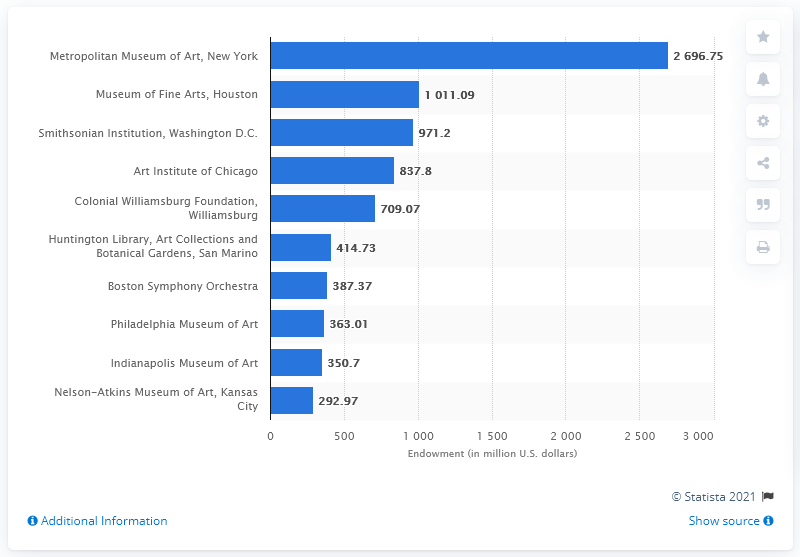 Metropolitan Museum of Art, New York 2 696.75
Museum of Fine Arts, Houston 1 011.09
Smithsonian Institution, Washington D.C. 971.2
Art Institute of Chicago 837.8
Colonial Williamsburg Foundation,
Williamsburg 709.07
Huntington Library, Art Collections and
Botanical Gardens, San Marino 414.73
Boston Symphony Orchestra 387.37
Philadelphia Museum of Art 363.01
Indianapolis Museum of Art 350.7
Nelson-Atkins Museum of Art, Kansas
City 292.97
0 500 1 000 1 500 2 000 2 500 3 000
Endowment (in million U.S. dollars)
© Statista 2021
Additional Information Show source